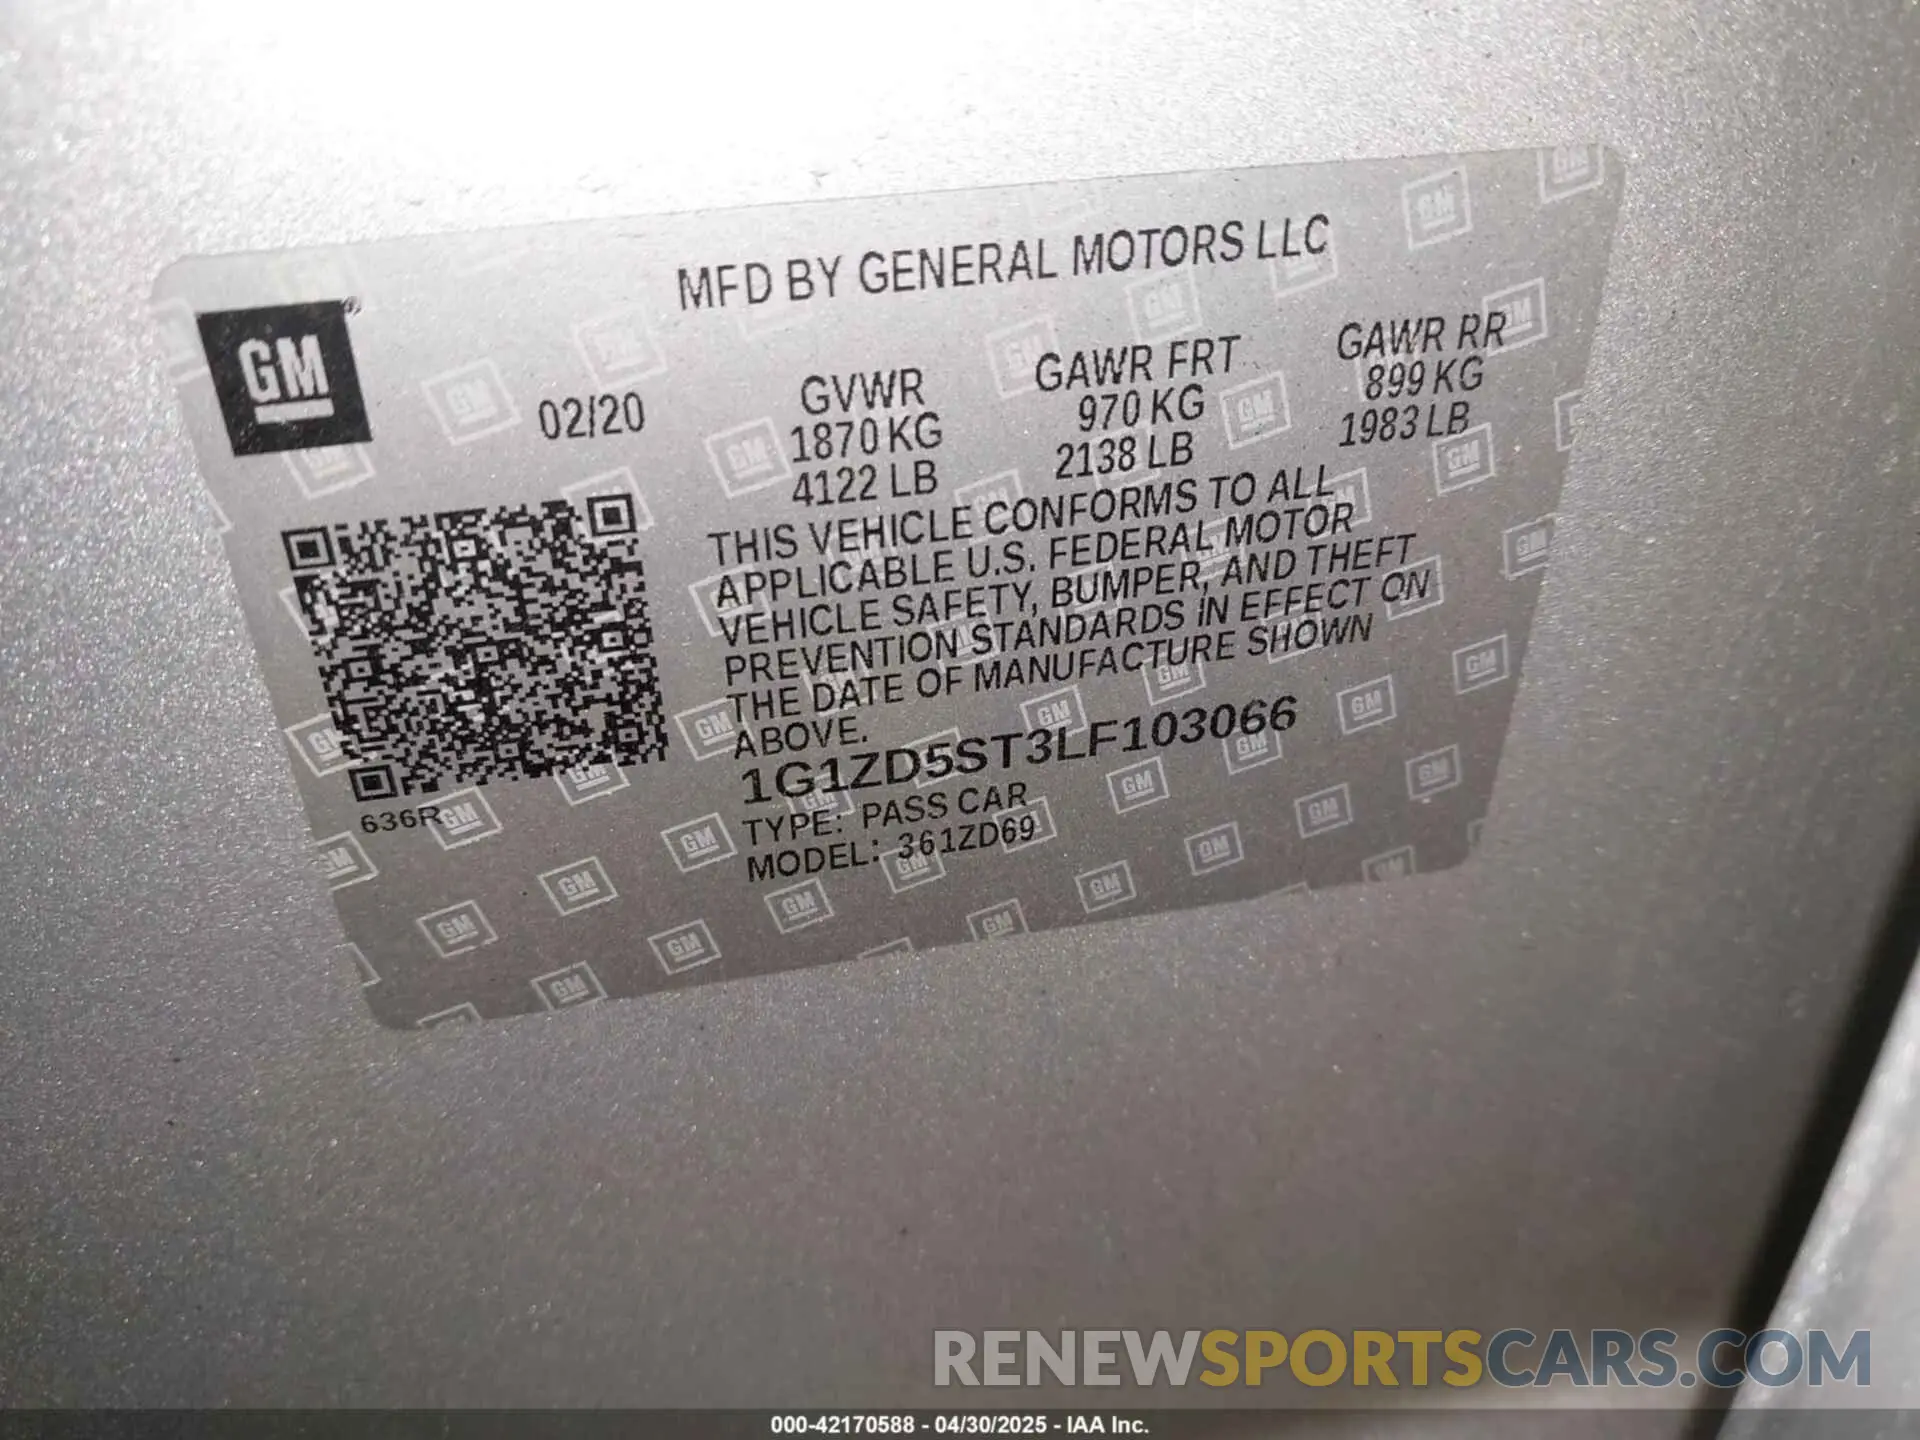 MFD BY GENERAL MOTORS LLC
GM®
02/20
GVWR
1870 KG
4122 LB
GAWR FRT
970 KG
2138 LB
GAWR RR
899 KG
1983 LB
THIS VEHICLE CONFORMS TO ALL
APPLICABLE U.S. FEDERAL MOTOR
VEHICLE SAFETY, BUMPER, AND THEFT
PREVENTION STANDARDS IN EFFECT ON
THE DATE OF MANUFACTURE SHOWN
ABOVE.
1G1ZD5ST3LF103066
TYPE: PASS CAR
MODEL: 361ZD69
636R
RENEWSPORTSCARS.COM
000-42170588 - 04/30/2025 - IAA Inc.